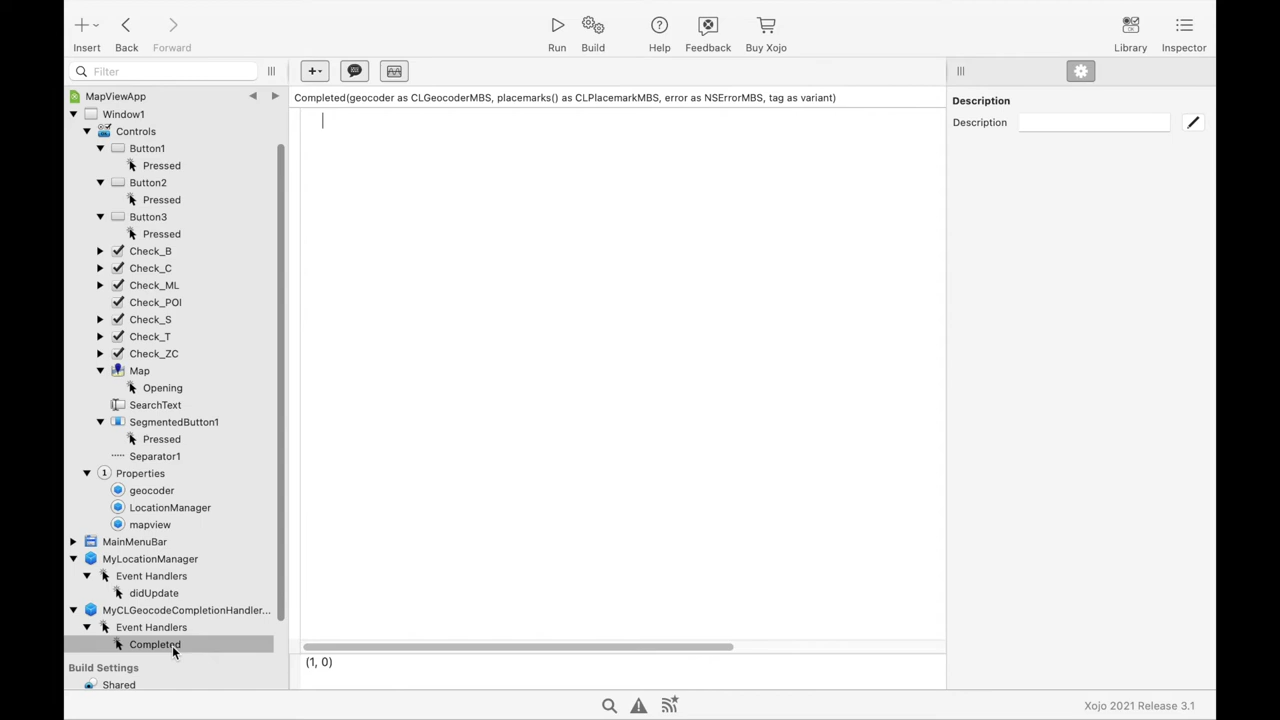 Insert
Back
Forward
Run
Build
Help
Feedback
Buy Xojo
Library
Inspector
Filter
MapViewApp
Window1
Controls
Button1
Pressed
Button2
Pressed
Button3
Pressed
Check_B
Check_C
Check_ML
Check_POI
Check_S
Check_T
Check_ZC
Map
Opening
SearchText
SegmentedButton1
Pressed
Separator1
Properties
geocoder
LocationManager
mapview
MainMenuBar
MyLocationManager
Event Handlers
didUpdate
MyCLGeocodeCompletionHandler...
Event Handlers
Completed
Build Settings
Shared
Completed(geocoder as CLGeocoderMBS, placemarks() as CLPlacemarkMBS, error as NSErrorMBS, tag as variant)
(1, 0)
Description
Description
Xojo 2021 Release 3.1